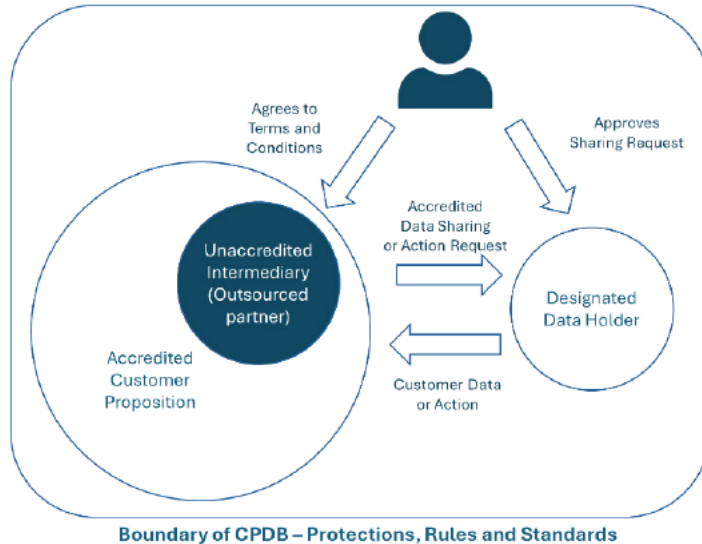 Agrees to
Terms and
Conditions
Approves
Sharing Request
Accredited
Data Sharing
or Action Request
Unaccredited
Intermediary
(Outsourced
partner)
Designated
Data Holder
Accredited
Customer
Proposition
Customer Data
or Action
Boundary of CPDB – Protections, Rules and Standards